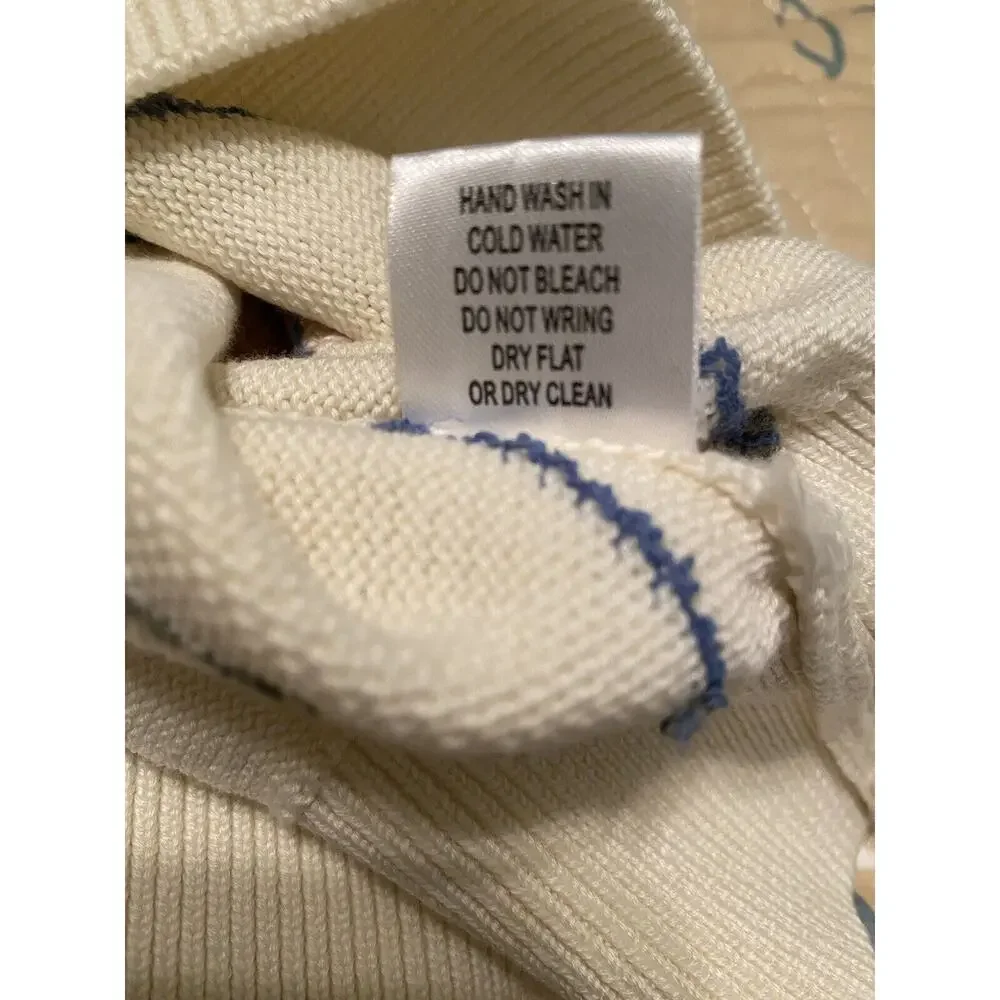 HAND WASH IN
COLD WATER
DO NOT BLEACH
DO NOT WRING
DRY FLAT
OR DRY CLEAN